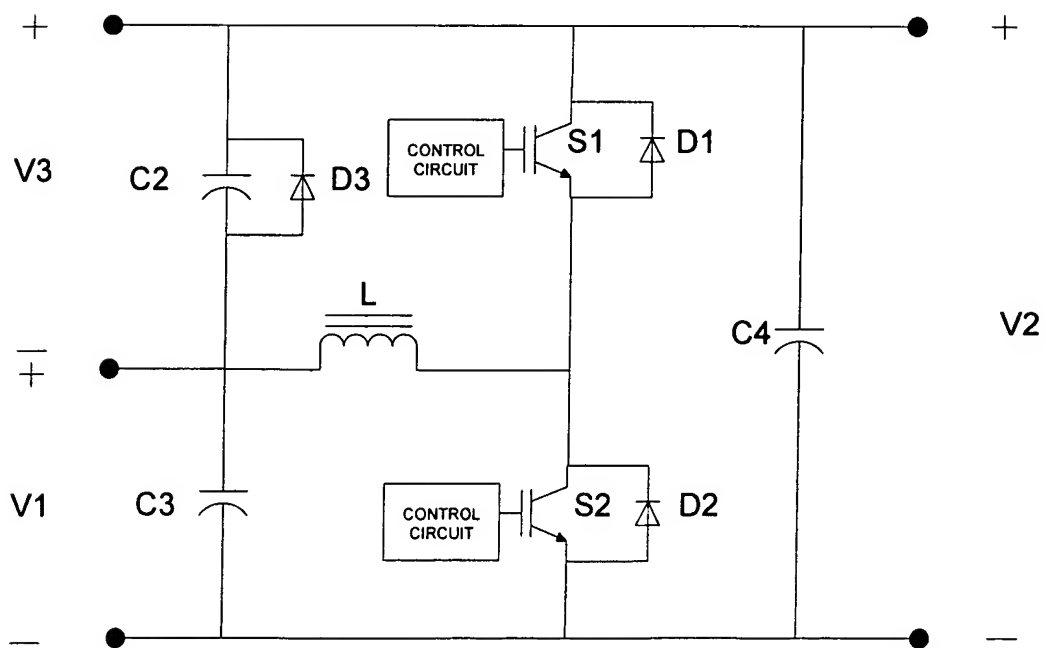 + +
V3 C2 D3 CONTROL
CIRCUIT S1 D1
L
C4 V2
−
+
V1 C3 CONTROL
CIRCUIT S2 D2
− −